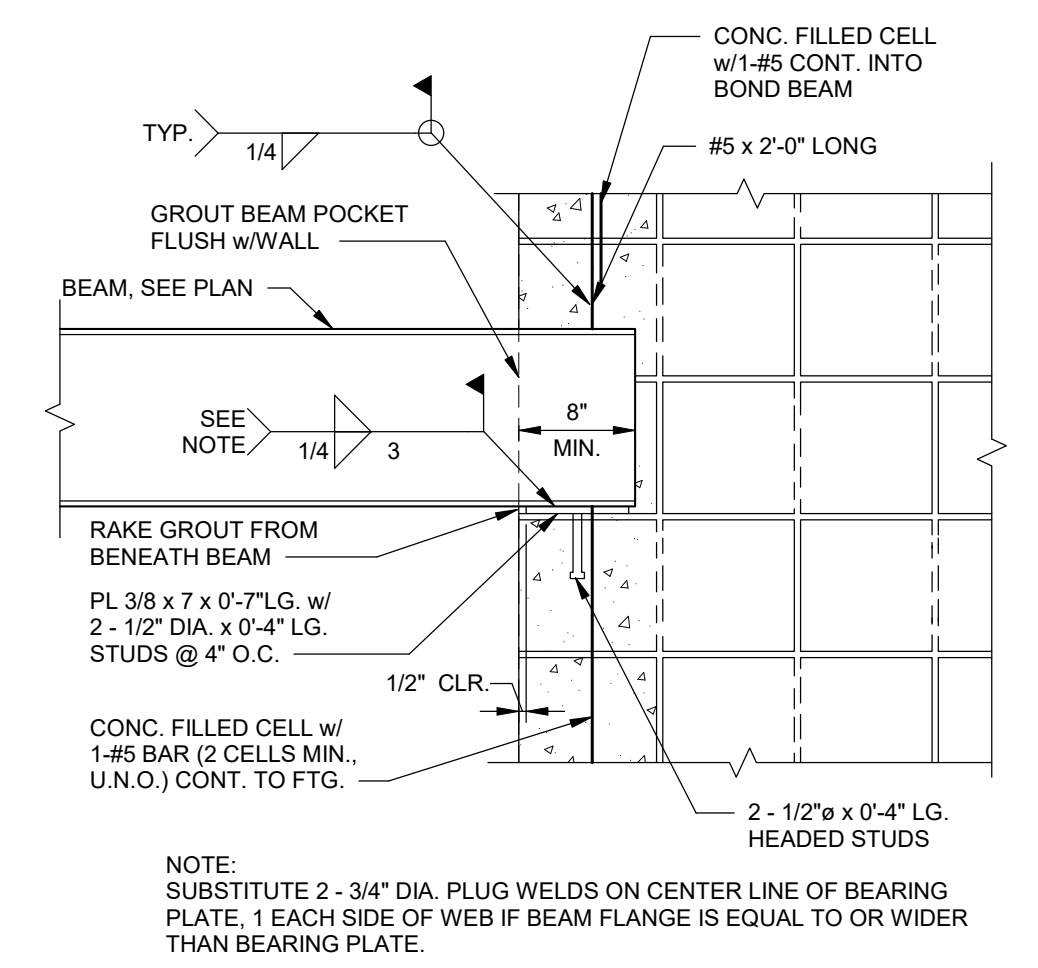 CONC. FILLED CELL
w/1-#5 CONT. INTO
BOND BEAM
TYP.
1/4
#5 x 2'-0" LONG
GROUT BEAM POCKET
FLUSH w/WALL
BEAM, SEE PLAN
SEE
NOTE
1/4
3
8"
MIN.
RAKE GROUT FROM
BENEATH BEAM
PL 3/8 x 7 x 0'-7"LG. w/
2 - 1/2" DIA. x 0'-4" LG.
STUDS @ 4" O.C.
1/2" CLR.
CONC. FILLED CELL w/
1-#5 BAR (2 CELLS MIN.,
U.N.O.) CONT. TO FTG.
2 - 1/2"ø x 0'-4" LG.
HEADED STUDS
NOTE:
SUBSTITUTE 2 - 3/4" DIA. PLUG WELDS ON CENTER LINE OF BEARING
PLATE, 1 EACH SIDE OF WEB IF BEAM FLANGE IS EQUAL TO OR WIDER
THAN BEARING PLATE.